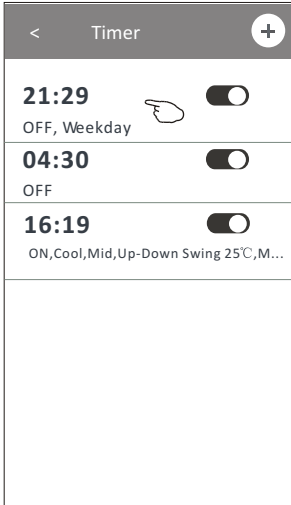 < Timer +
21:29
OFF, Weekday
04:30
OFF
16:19
ON,Cool,Mid,Up-Down Swing 25℃,M...